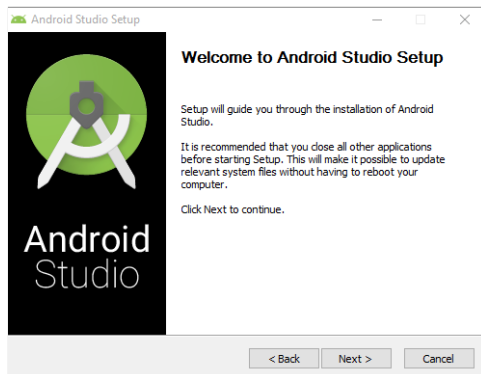 Android Studio Setup
Welcome to Android Studio Setup
Setup will guide you through the installation of Android
Studio.
It is recommended that you close all other applications
before starting Setup. This will make it possible to update
relevant system files without having to reboot your
computer.
Click Next to continue.
Android
Studio
< Back
Next >
Cancel